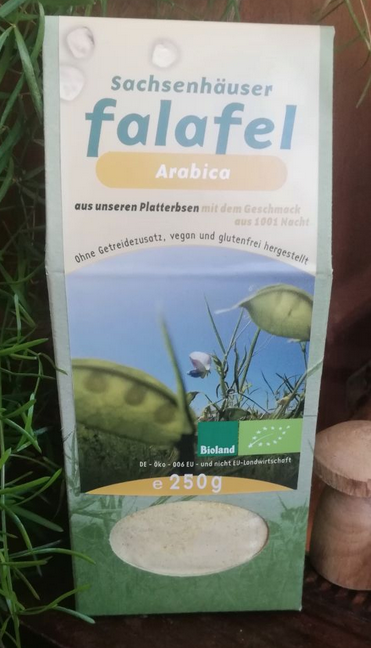 Sachsenhäuser
falafel
Arabica
aus unseren Platterbsen mit dem Geschmack
aus 1001 Nacht
Ohne Getreidezusatz, vegan und glutenfrei hergestellt
Bioland
DE - Öko - 006 EU - und nicht EU-Landwirtschaft
e 250g